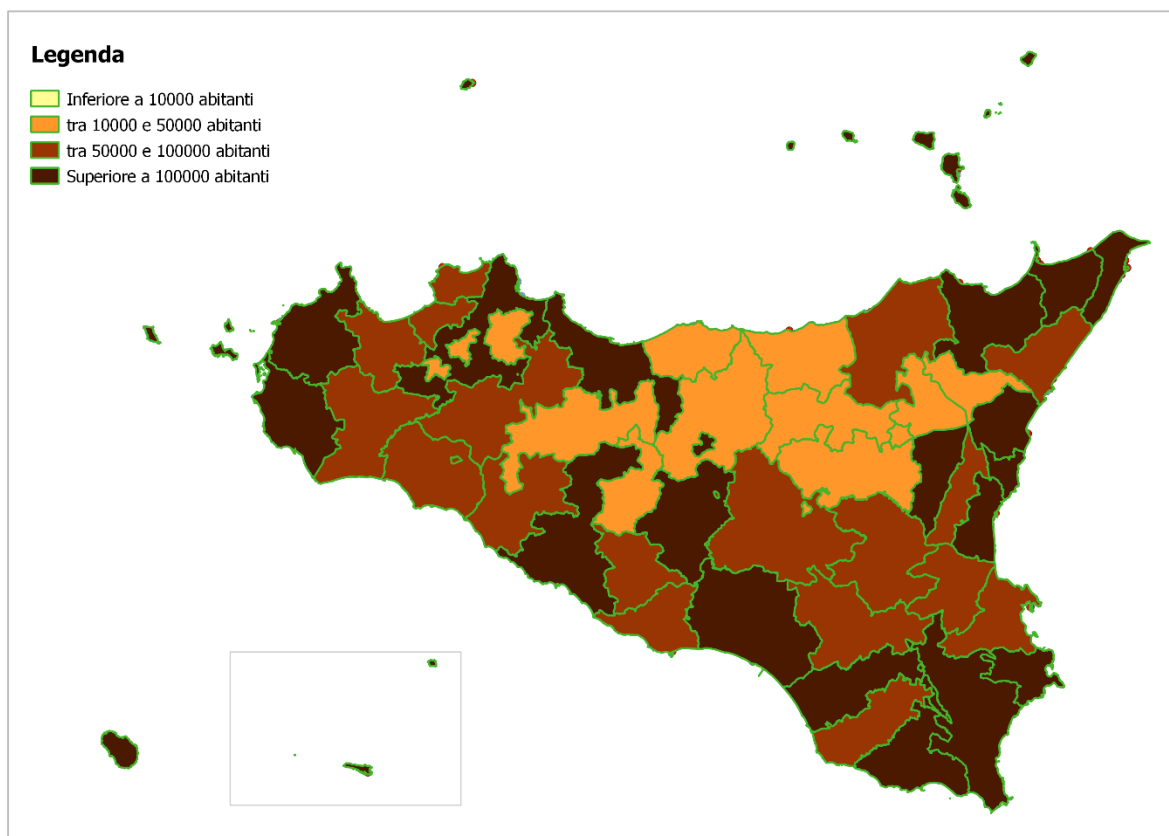 Legenda
Inferiore a 10000 abitanti
tra 10000 e 50000 abitanti
tra 50000 e 100000 abitanti
Superiore a 100000 abitanti